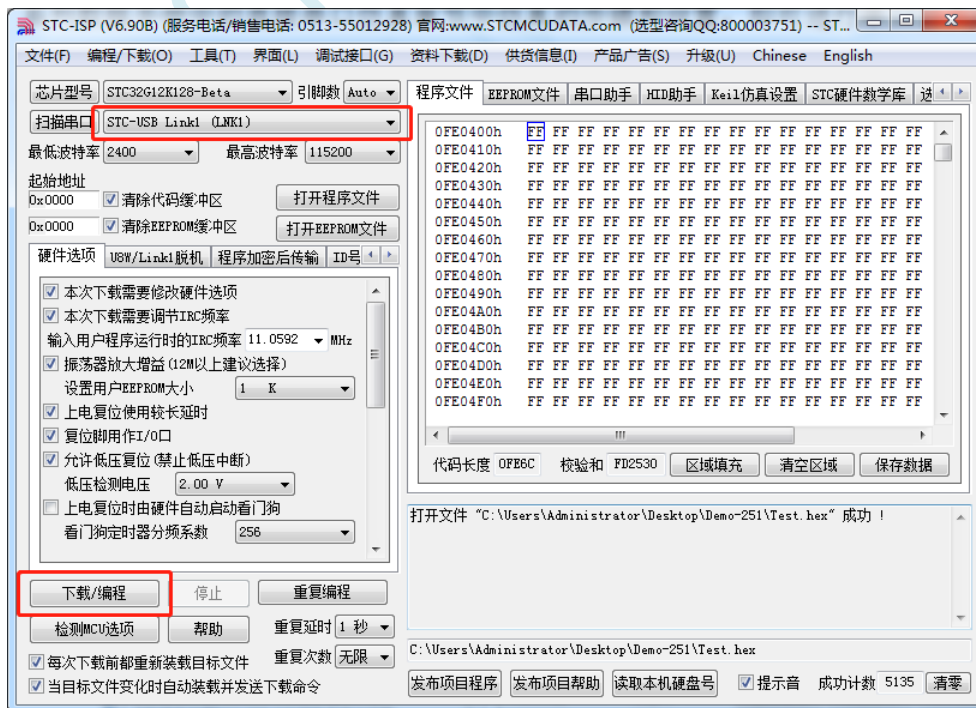 STC-ISP (V6.90B) (服务电话/销售电话: 0513-55012928) 官网:www.STCMCUDATA.com (选型咨询QQ:800003751) -- ST...
文件(F) 编程/下载(O) 工具(T) 界面(L) 调试接口(G) 资料下载(D) 供货信息(I) 产品广告(S) 升级(U) Chinese English
芯片型号 STC32G12K128-Beta 引脚数 Auto
扫描串口 STC-USB Link1 (LNK1)
最低波特率 2400 最高波特率 115200
起始地址
0x0000 清除代码缓冲区 打开程序文件
0x0000 清除EEPROM缓冲区 打开EEPROM文件
硬件选项 U8W/Link1脱机 程序加密后传输 ID号
本次下载需要修改硬件选项
本次下载需要调节IRC频率
输入用户程序运行时的IRC频率 11.0592 MHz
振荡器放大增益(12M以上建议选择)
设置用户EEPROM大小 1 K
上电复位使用较长延时
复位脚用作I/O口
允许低压复位(禁止低压中断)
低压检测电压 2.00 V
上电复位时由硬件自动启动看门狗
看门狗定时器分频系数 256
下载/编程 停止 重复编程
检测MCU选项 帮助 重复延时 1 秒
每次下载前都重新装载目标文件 重复次数 无限
当目标文件变化时自动装载并发送下载命令
程序文件 EEPROM文件 串口助手 HID助手 Keil仿真设置 STC硬件数学库 选
0FE0400h FF FF FF FF FF FF FF FF FF FF FF FF FF FF FF FF
0FE0410h FF FF FF FF FF FF FF FF FF FF FF FF FF FF FF FF
0FE0420h FF FF FF FF FF FF FF FF FF FF FF FF FF FF FF FF
0FE0430h FF FF FF FF FF FF FF FF FF FF FF FF FF FF FF FF
0FE0440h FF FF FF FF FF FF FF FF FF FF FF FF FF FF FF FF
0FE0450h FF FF FF FF FF FF FF FF FF FF FF FF FF FF FF FF
0FE0460h FF FF FF FF FF FF FF FF FF FF FF FF FF FF FF FF
0FE0470h FF FF FF FF FF FF FF FF FF FF FF FF FF FF FF FF
0FE0480h FF FF FF FF FF FF FF FF FF FF FF FF FF FF FF FF
0FE0490h FF FF FF FF FF FF FF FF FF FF FF FF FF FF FF FF
0FE04A0h FF FF FF FF FF FF FF FF FF FF FF FF FF FF FF FF
0FE04B0h FF FF FF FF FF FF FF FF FF FF FF FF FF FF FF FF
0FE04C0h FF FF FF FF FF FF FF FF FF FF FF FF FF FF FF FF
0FE04D0h FF FF FF FF FF FF FF FF FF FF FF FF FF FF FF FF
0FE04E0h FF FF FF FF FF FF FF FF FF FF FF FF FF FF FF FF
0FE04F0h FF FF FF FF FF FF FF FF FF FF FF FF FF FF FF FF
代码长度 0FE6C 校验和 FD2530 区域填充 清空区域 保存数据
打开文件 "C:\Users\Administrator\Desktop\Demo-251\Test.hex" 成功 !
C:\Users\Administrator\Desktop\Demo-251\Test.hex
发布项目程序 发布项目帮助 读取本机硬盘号 提示音 成功计数 5135 清零